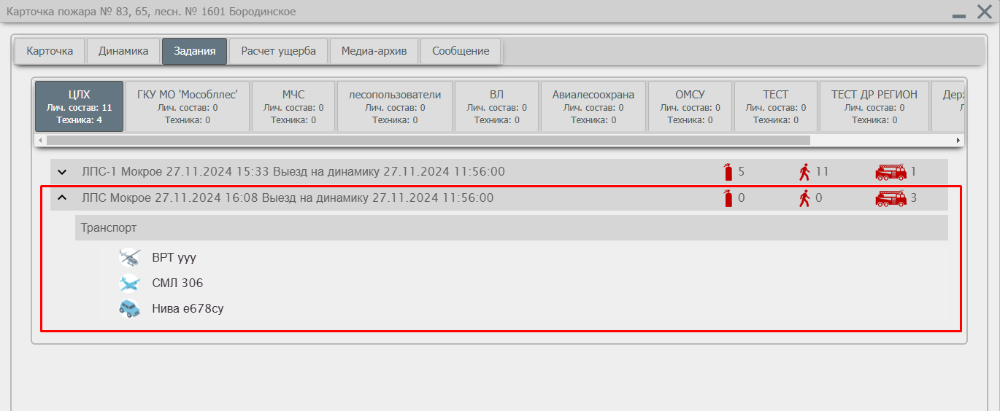 Карточка пожара № 83, 65, лесн. № 1601 Бородинское
Карточка Динамика Задания Расчет ущерба Медиа-архив Сообщение
ЦЛХ ГКУ МО 'Мособллес' МЧС лесопользователи ВЛ Авиалесоохрана ОМСУ ТЕСТ ТЕСТ ДР РЕГИОН Держ
Лич. состав: 11 Лич. состав: 0 Лич. состав: 0 Лич. состав: 0 Лич. состав: 0 Лич. состав: 0 Лич. состав: 0 Лич. состав: 0 Лич. состав: 0
Техника: 4 Техника: 0 Техника: 0 Техника: 0 Техника: 0 Техника: 0 Техника: 0 Техника: 0 Техника: 0
ЛПС-1 Мокрое 27.11.2024 15:33 Выезд на динамику 27.11.2024 11:56:00 5 11 1
ЛПС Мокрое 27.11.2024 16:08 Выезд на динамику 27.11.2024 11:56:00 0 0 3
Транспорт
ВРТ ууу
СМЛ 306
Нива е678су